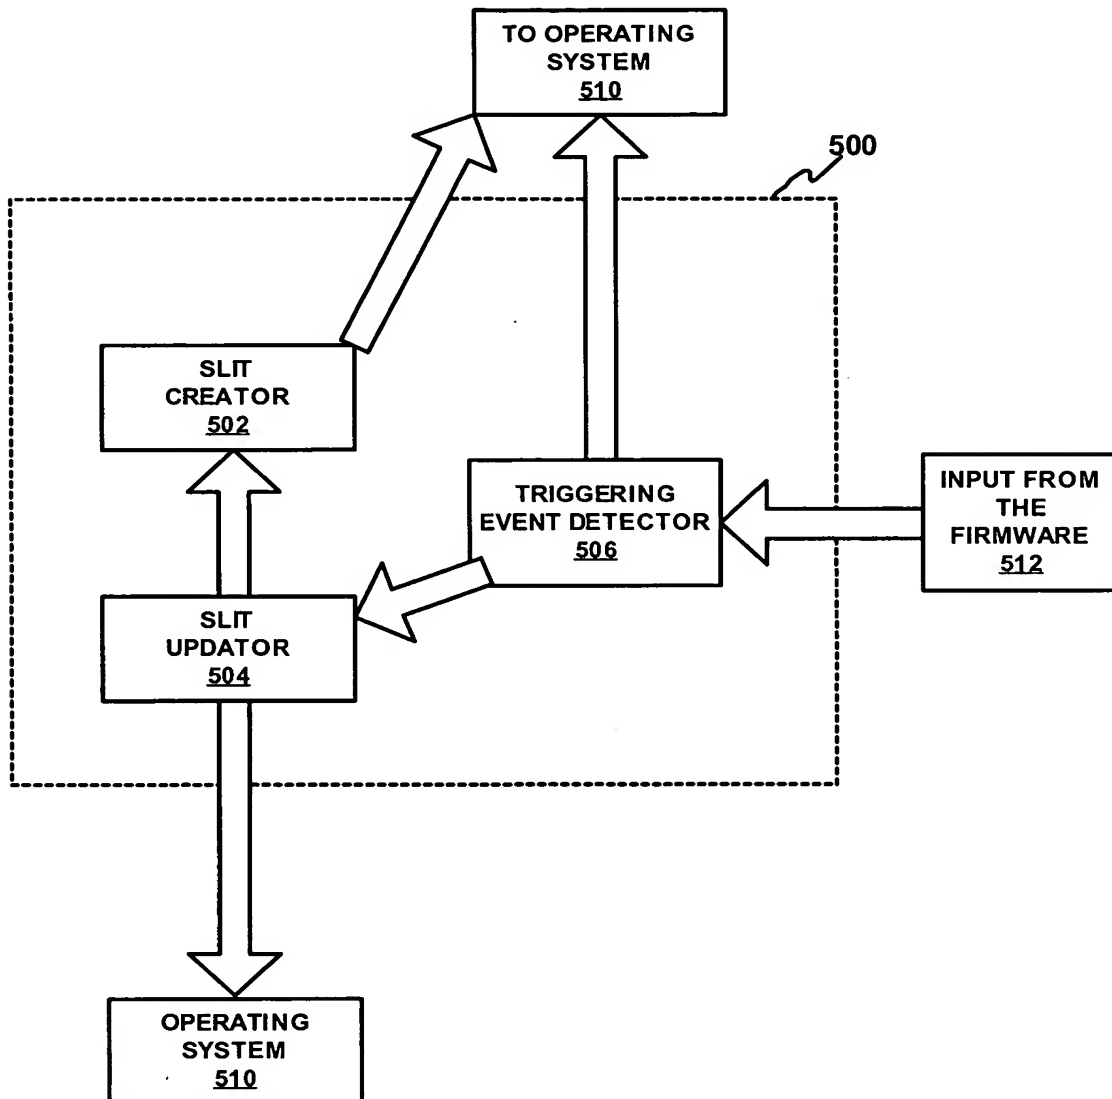 TO OPERATING
SYSTEM
510
500
SLIT
CREATOR
502
TRIGGERING
EVENT DETECTOR
506
INPUT FROM
THE
FIRMWARE
512
SLIT
UPDATOR
504
OPERATING
SYSTEM
510